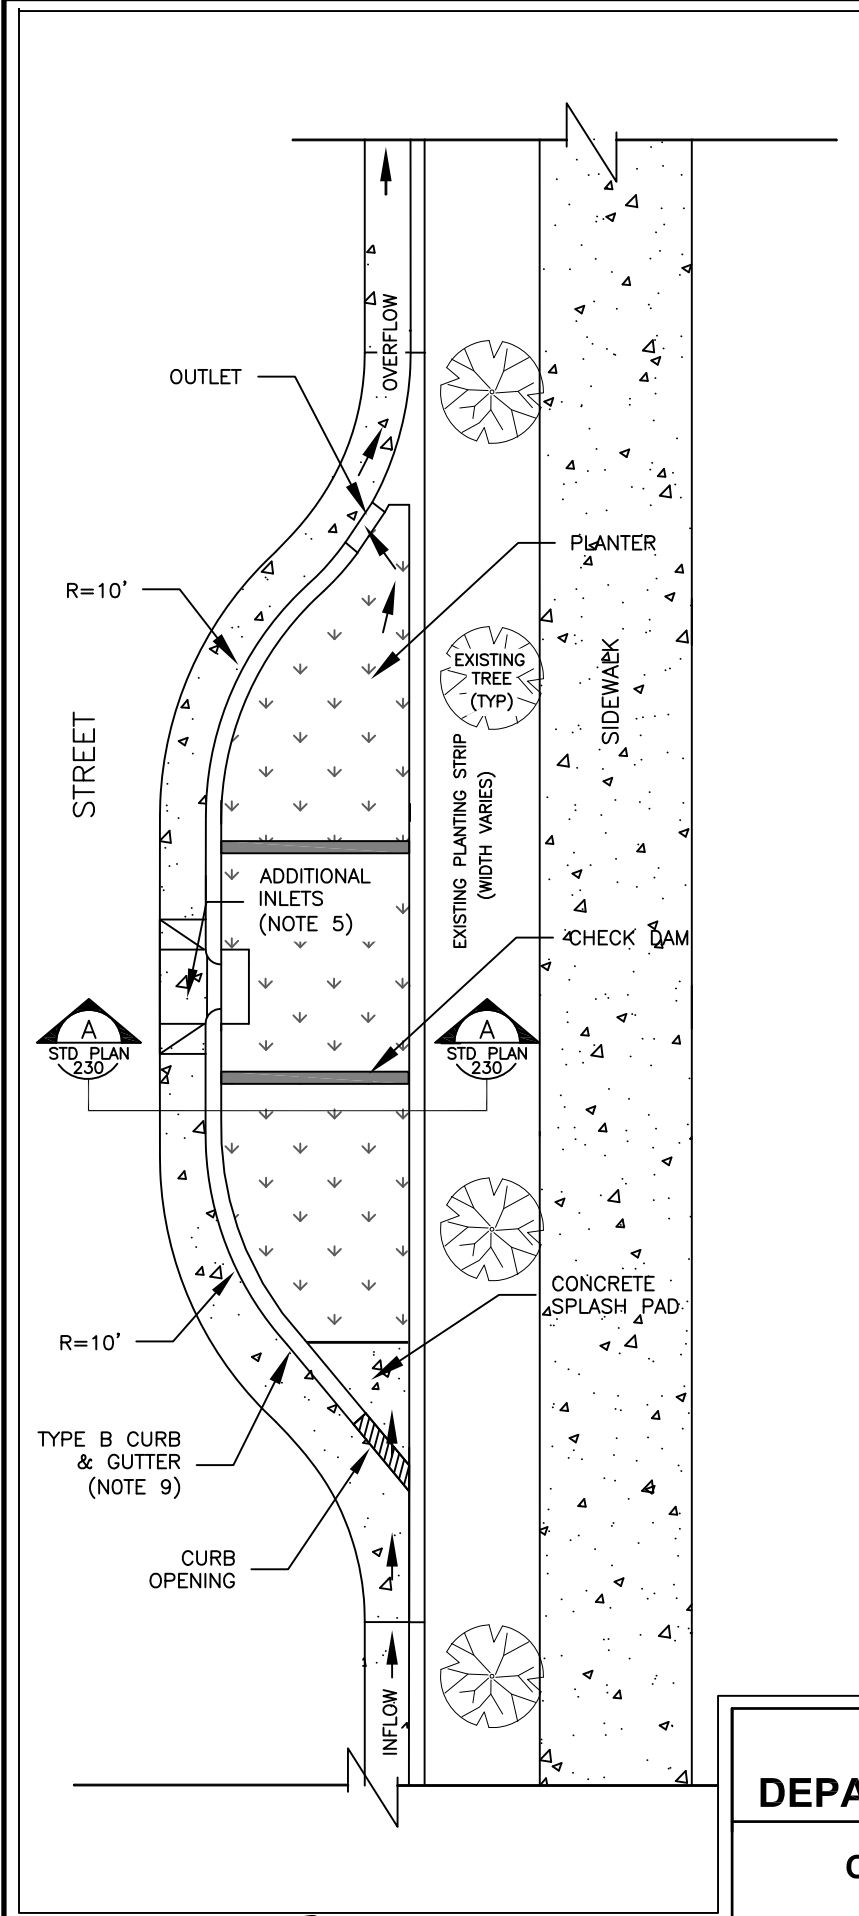 OVERFLOW
OUTLET
PLANTER
R=10'
EXISTING
TREE
(TYP)
SIDEWALK
STREET
EXISTING PLANTING STRIP
(WIDTH VARIES)
ADDITIONAL
INLETS
(NOTE 5)
CHECK DAM
A
STD PLAN
230
A
STD PLAN
230
CONCRETE
SPLASH PAD
R=10'
TYPE B CURB
& GUTTER
(NOTE 9)
CURB
OPENING
INFLOW
DEPA